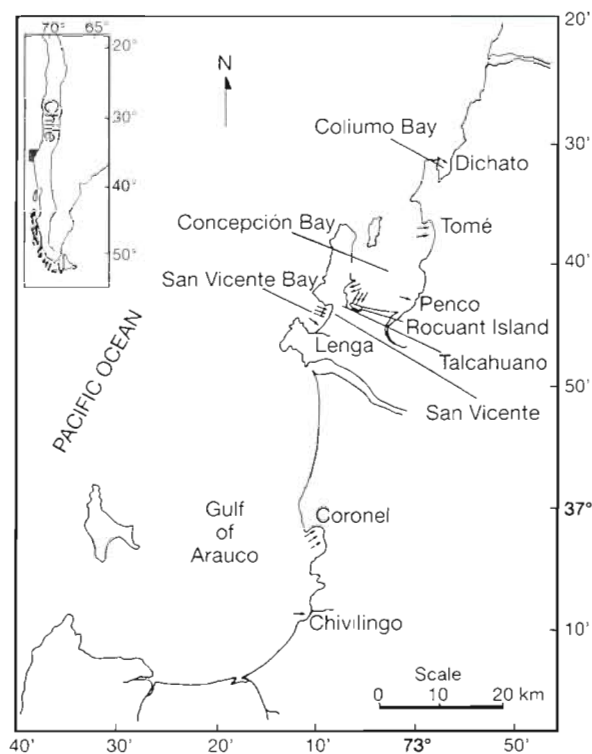 70° 65°
20°
30°
40°
50°
Chile
N
20'
30'
40'
50'
37°
10'
Coliumo Bay
Dichato
Concepción Bay
Tomé
San Vicente Bay
Penco
Rocuant Island
Lenga
Talcahuano
San Vicente
PACIFIC OCEAN
Gulf
of
Arauco
Coronel
Chivilingo
Scale
0 10 20 km
40' 30' 20' 10' 73° 50'